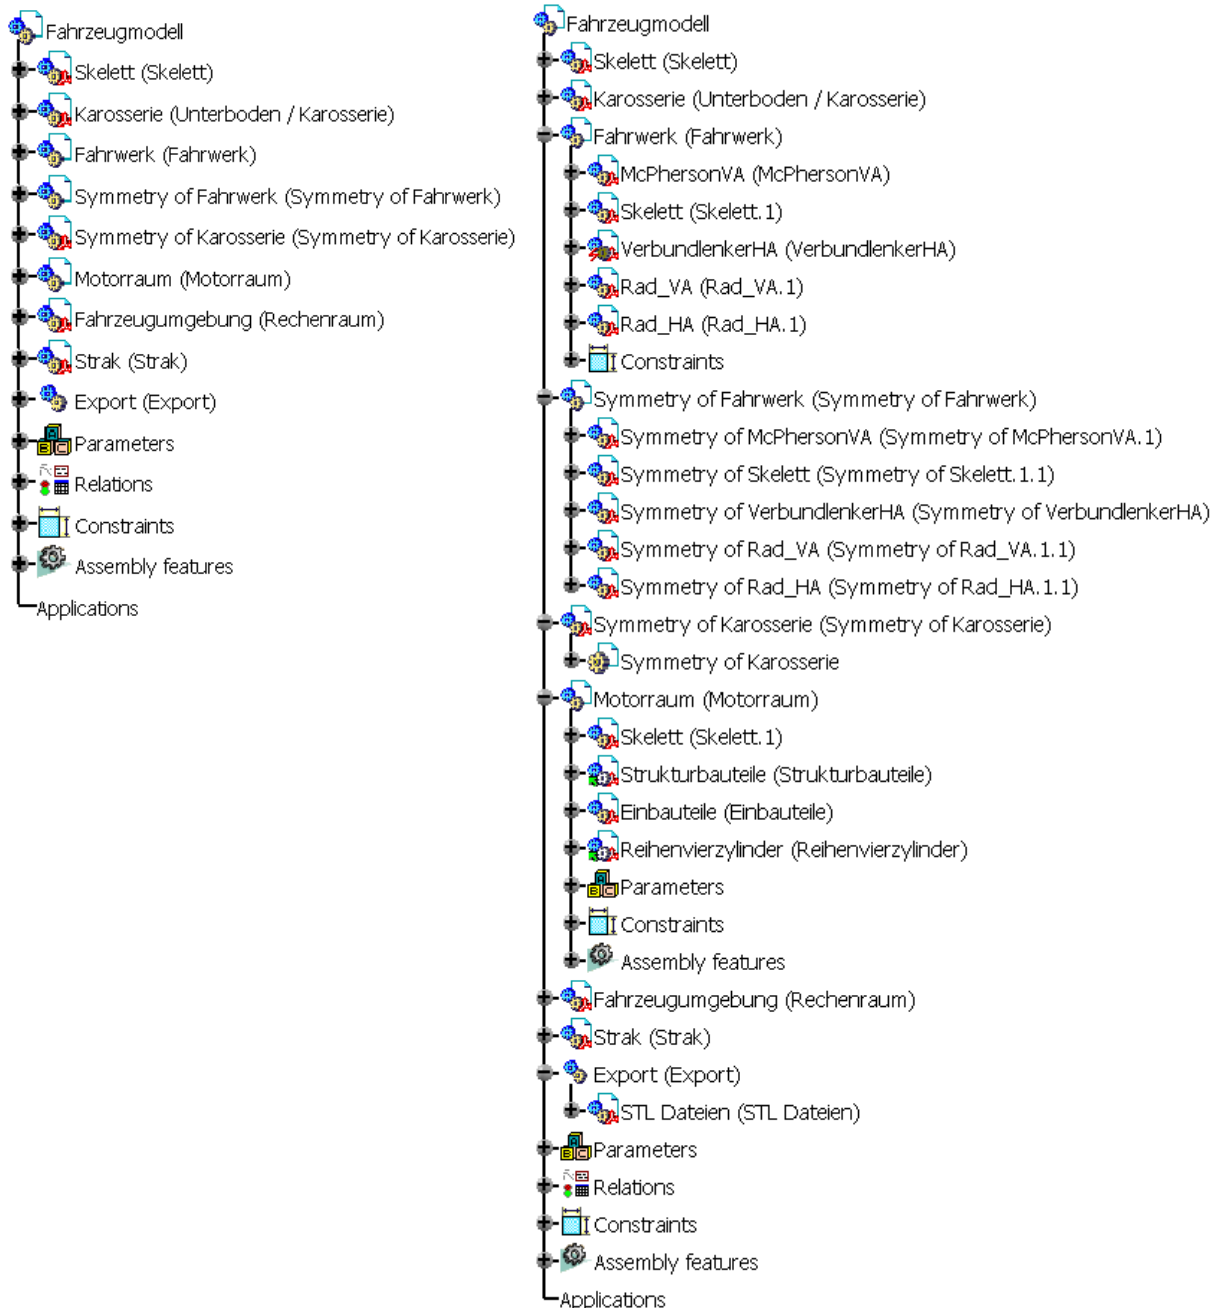 Fahrzeugmodell
Skelett (Skelett)
Karosserie (Unterboden / Karosserie)
Fahrwerk (Fahrwerk)
Symmetry of Fahrwerk (Symmetry of Fahrwerk)
Symmetry of Karosserie (Symmetry of Karosserie)
Motorraum (Motorraum)
Fahrzeugumgebung (Rechenraum)
Strak (Strak)
Export (Export)
Parameters
Relations
Constraints
Assembly features
Applications
Fahrzeugmodell
Skelett (Skelett)
Karosserie (Unterboden / Karosserie)
Fahrwerk (Fahrwerk)
McPhersonVA (McPhersonVA)
Skelett (Skelett.1)
VerbundlenkerHA (VerbundlenkerHA)
Rad_VA (Rad_VA.1)
Rad_HA (Rad_HA.1)
Constraints
Symmetry of Fahrwerk (Symmetry of Fahrwerk)
Symmetry of McPhersonVA (Symmetry of McPhersonVA.1)
Symmetry of Skelett (Symmetry of Skelett.1.1)
Symmetry of VerbundlenkerHA (Symmetry of VerbundlenkerHA)
Symmetry of Rad_VA (Symmetry of Rad_VA.1.1)
Symmetry of Rad_HA (Symmetry of Rad_HA.1.1)
Symmetry of Karosserie (Symmetry of Karosserie)
Symmetry of Karosserie
Motorraum (Motorraum)
Skelett (Skelett.1)
Strukturbauteile (Strukturbauteile)
Einbauteile (Einbauteile)
Reihenvierzylinder (Reihenvierzylinder)
Parameters
Constraints
Assembly features
Fahrzeugumgebung (Rechenraum)
Strak (Strak)
Export (Export)
STL Dateien (STL Dateien)
Parameters
Relations
Constraints
Assembly features
Applications